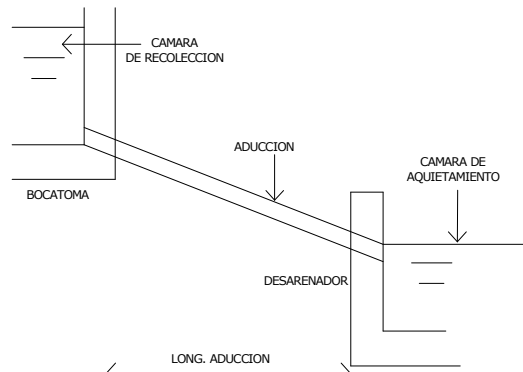 CAMARA
DE RECOLECCION
ADUCCION
CAMARA DE
AQUIETAMIENTO
BOCATOMA
DESARENADOR
LONG. ADUCCION